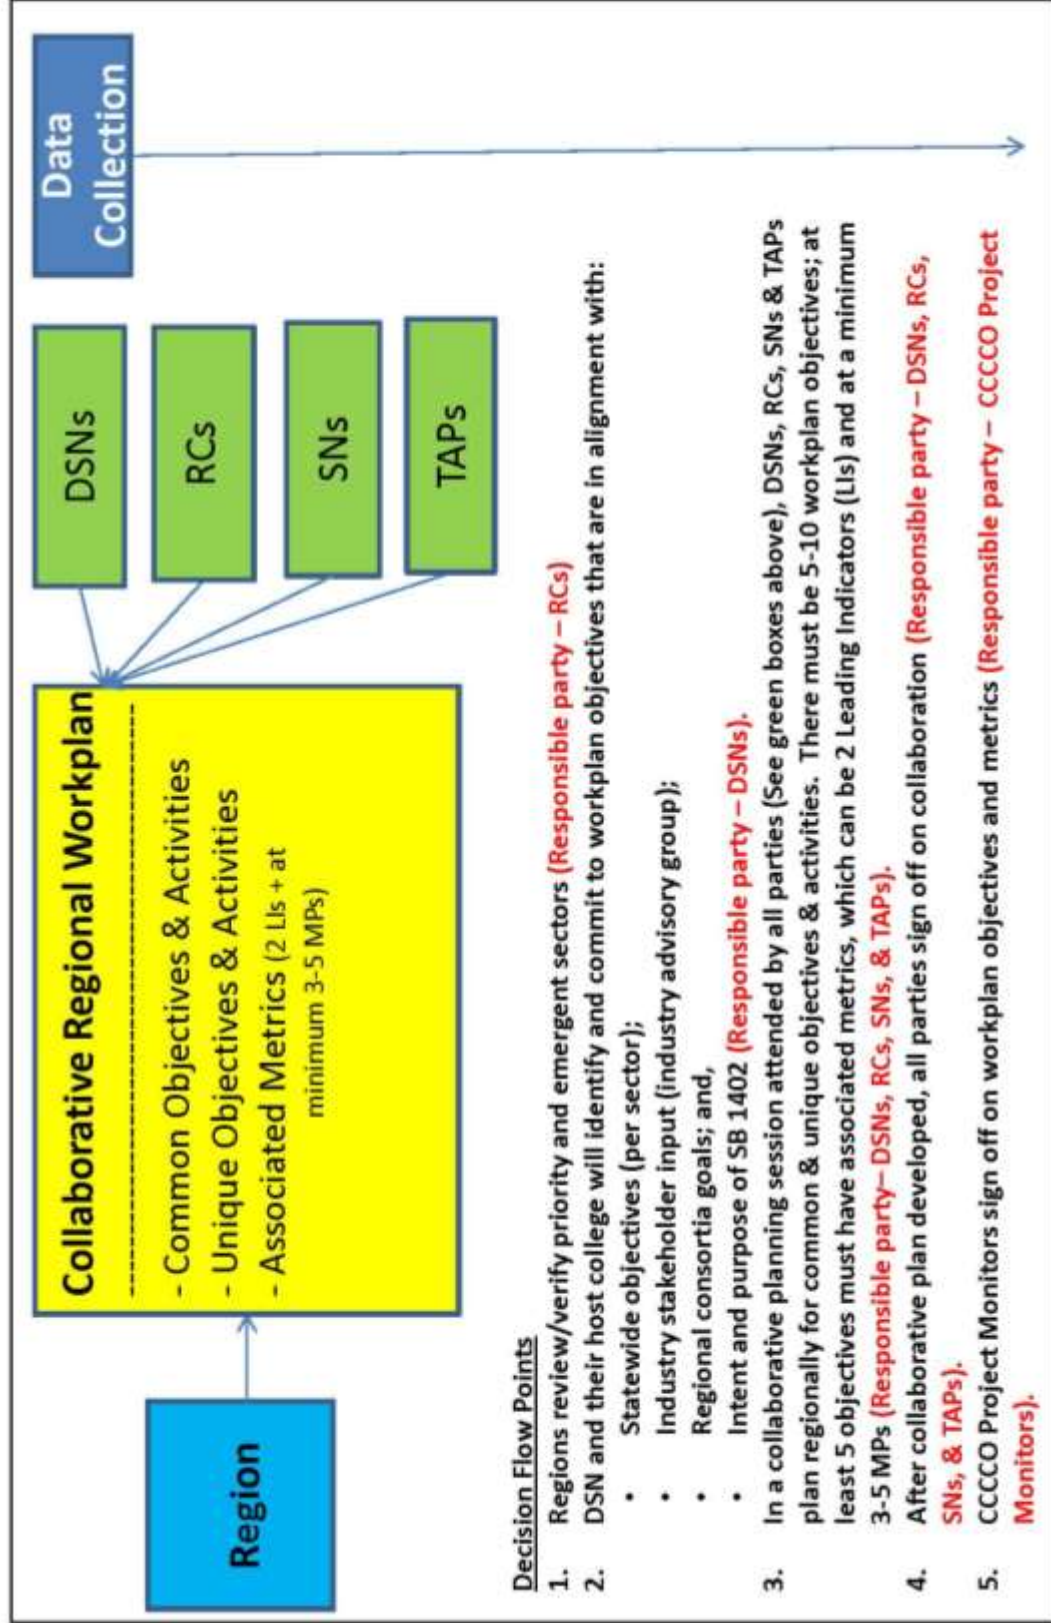 Region
Collaborative Regional Workplan
- Common Objectives & Activities
- Unique Objectives & Activities
- Associated Metrics (2 LIs + at
minimum 3-5 MPs)
DSNs
RCs
SNs
TAPs
Data
Collection
Decision Flow Points
1. Regions review/verify priority and emergent sectors (Responsible party – RCs)
2. DSN and their host college will identify and commit to workplan objectives that are in alignment with:
• Statewide objectives (per sector);
• Industry stakeholder input (industry advisory group);
• Regional consortia goals; and,
• Intent and purpose of SB 1402 (Responsible party – DSNs).
3. In a collaborative planning session attended by all parties (See green boxes above), DSNs, RCs, SNs & TAPs
plan regionally for common & unique objectives & activities. There must be 5-10 workplan objectives; at
least 5 objectives must have associated metrics, which can be 2 Leading Indicators (LIs) and at a minimum
3-5 MPs (Responsible party– DSNs, RCs, SNs, & TAPs).
4. After collaborative plan developed, all parties sign off on collaboration (Responsible party – DSNs, RCs,
SNs, & TAPs).
5. CCCCO Project Monitors sign off on workplan objectives and metrics (Responsible party – CCCCO Project
Monitors).